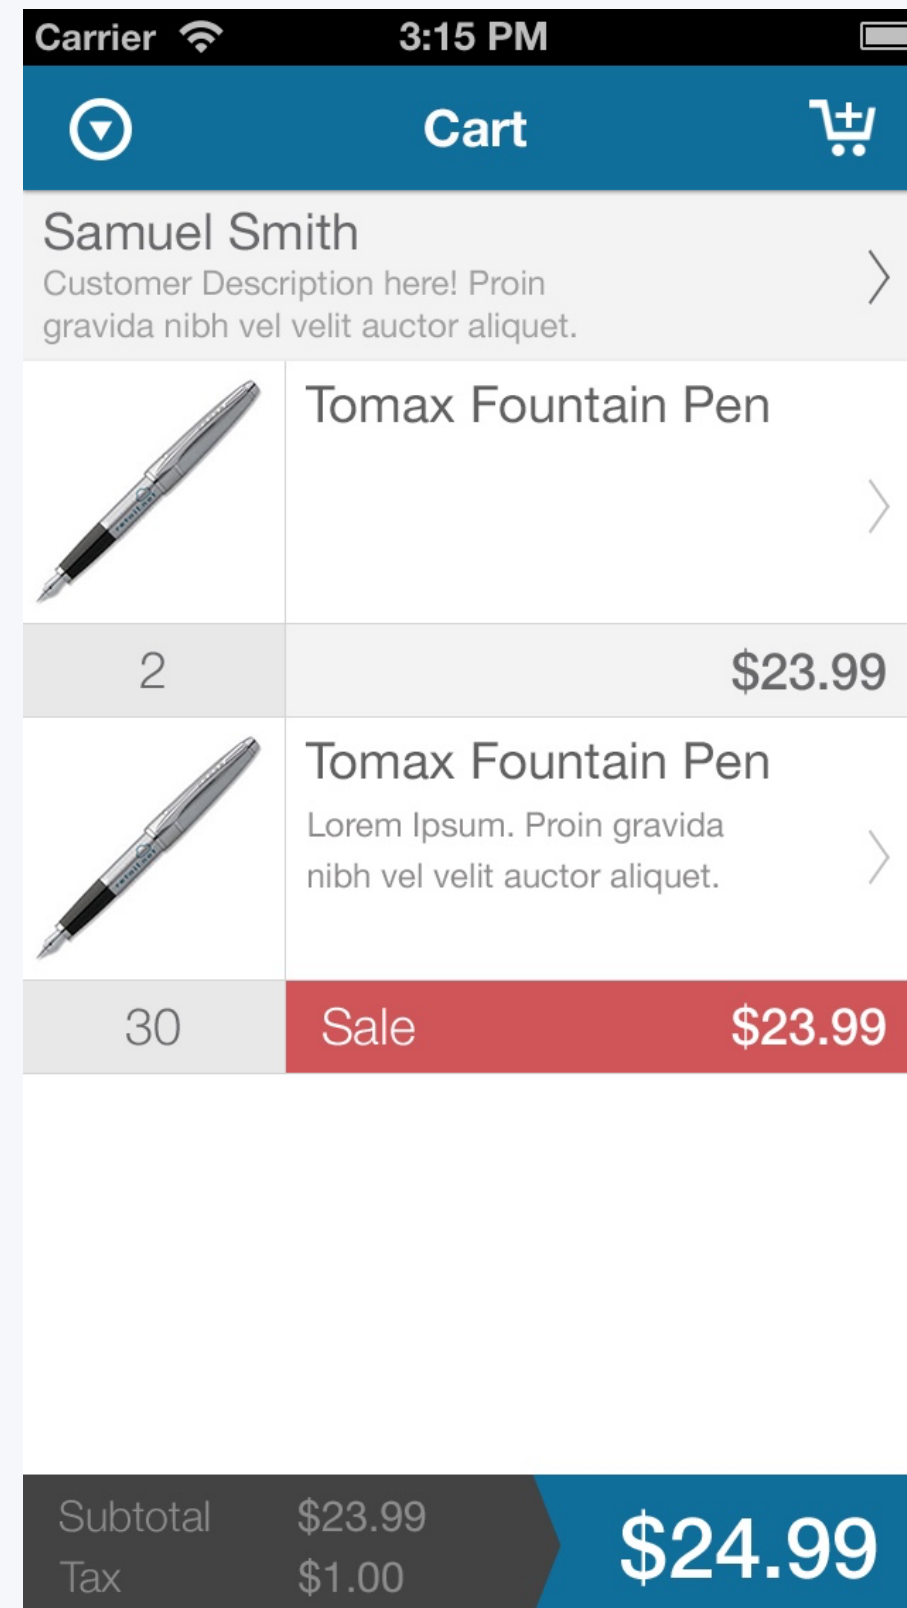 Carrier 3:15 PM
Cart
Samuel Smith
Customer Description here! Proin
gravida nibh vel velit auctor aliquet.
Tomax Fountain Pen
2 $23.99
Tomax Fountain Pen
Lorem Ipsum. Proin gravida
nibh vel velit auctor aliquet.
30 Sale $23.99
Subtotal $23.99
Tax $1.00
$24.99